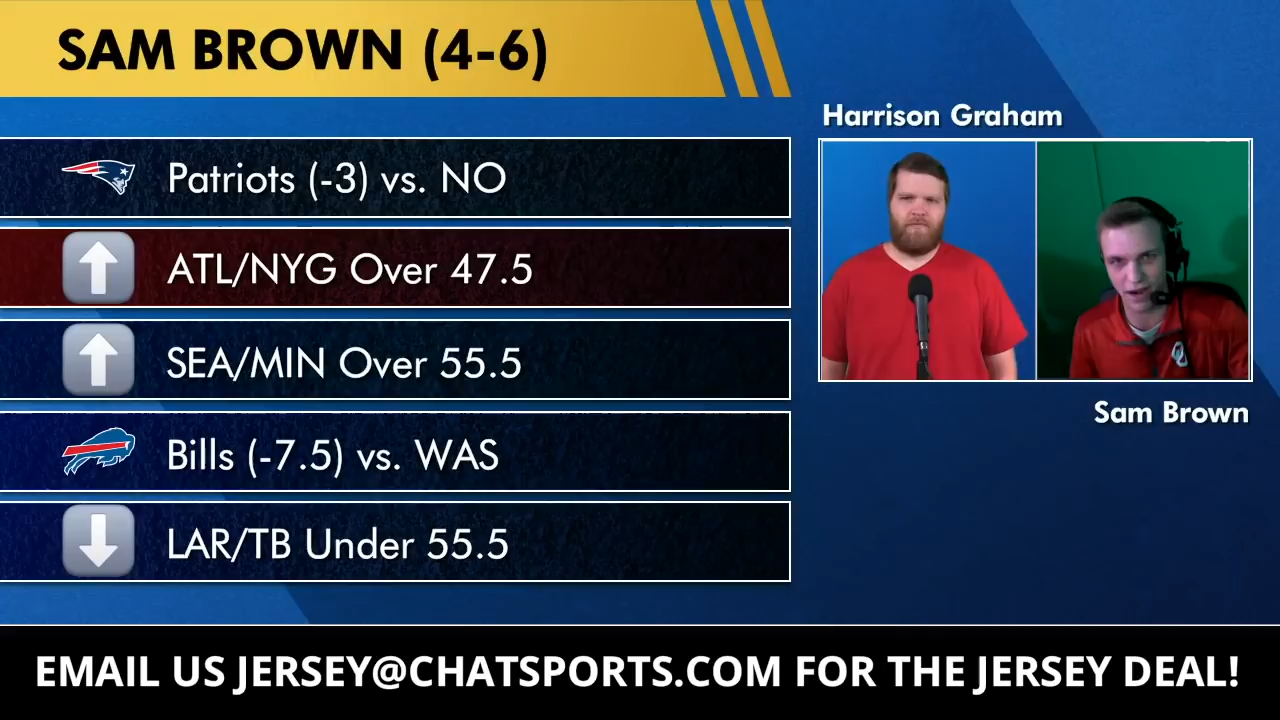 SAM BROWN (4-6)
Harrison Graham
Patriots (-3) vs. NO
ATL/NYG Over 47.5
SEA/MIN Over 55.5
Sam Brown
Bills (-7.5) vs. WAS
LAR/TB Under 55.5
EMAIL US JERSEY@CHATSPORTS.COM FOR THE JERSEY DEAL!